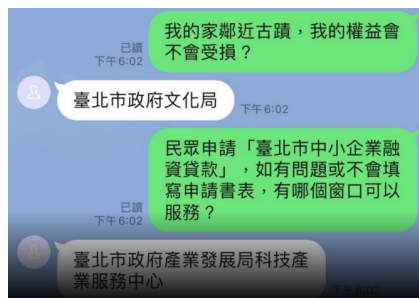 我的家鄰近古蹟，我的權益會
不會受損？
已讀
下午6:02
臺北市政府文化局
下午6:02
民眾申請「臺北市中小企業融
資貸款」，如有問題或不會填
寫申請書表，有哪個窗口可以
服務？
已讀
下午6:02
臺北市政府產業發展局科技產
業服務中心
下午6:02